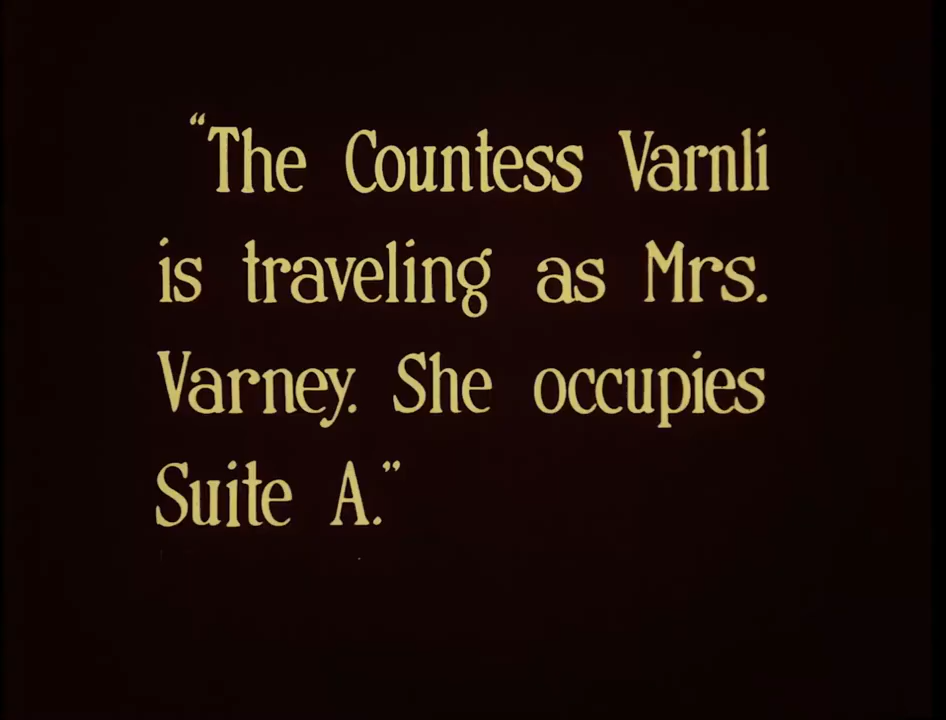 “The Countess Varnli
is traveling as Mrs.
Varney. She occupies
Suite A.”